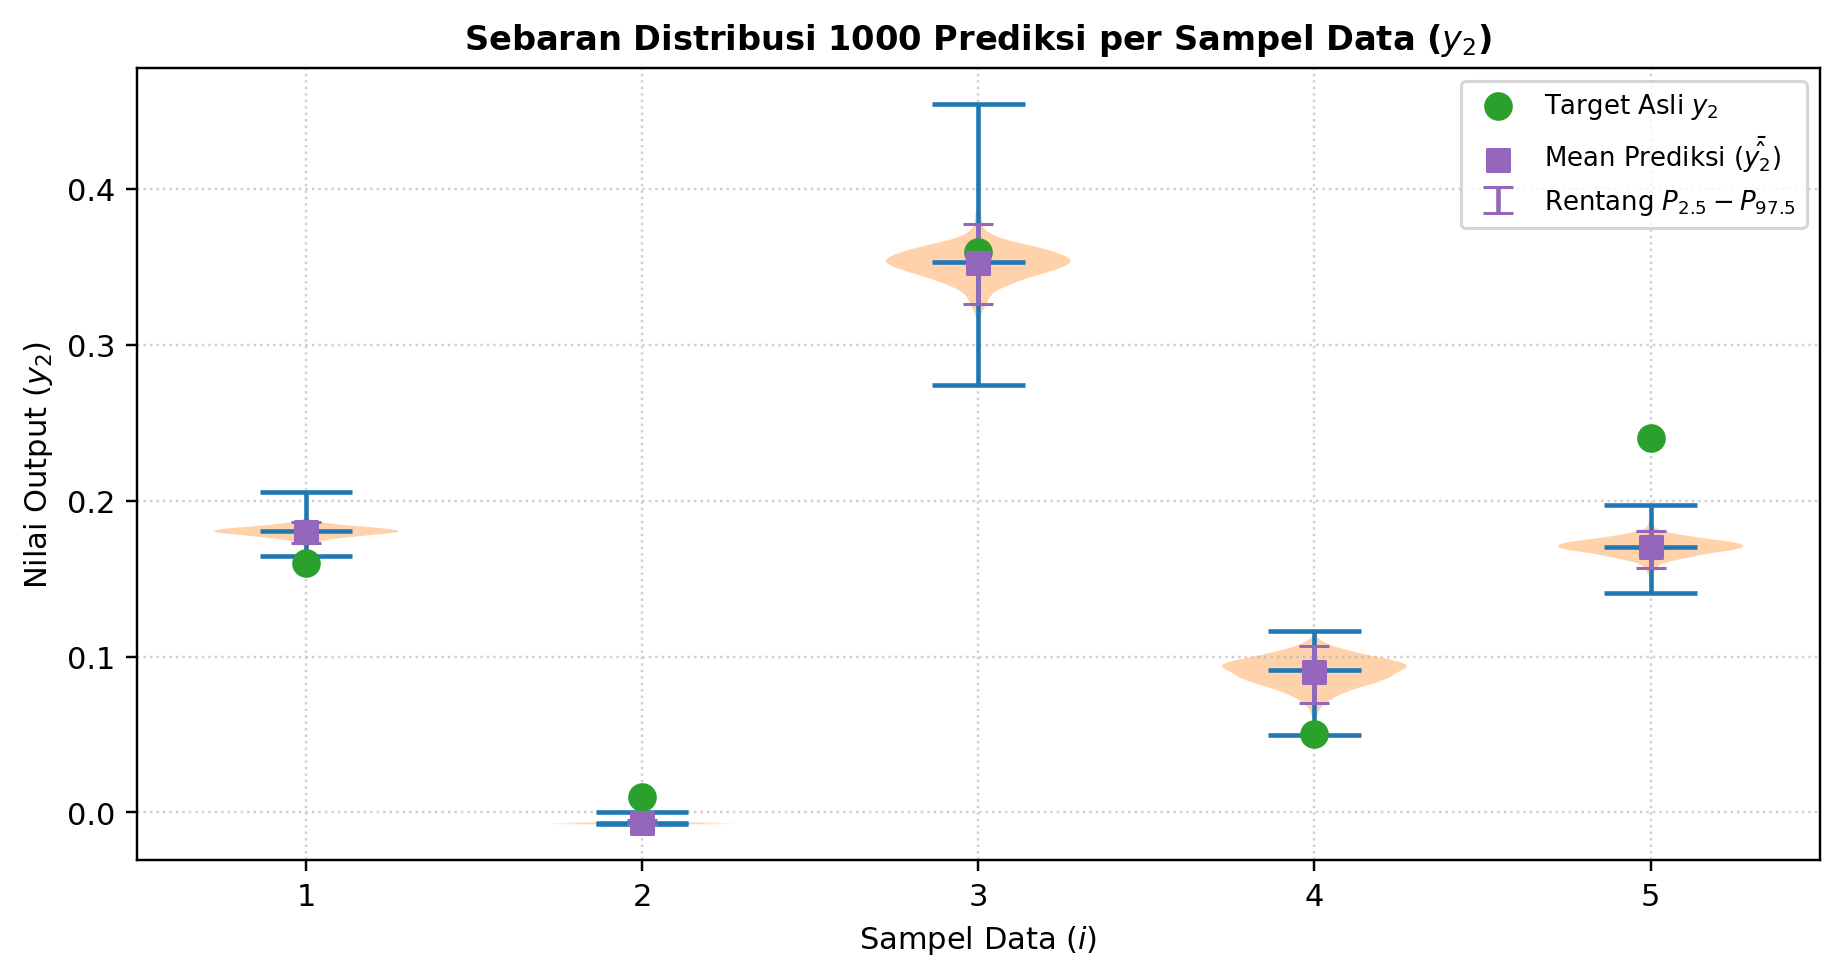 Sebaran Distribusi 1000 Prediksi per Sampel Data (y₂)
Target Asli y₂
Mean Prediksi (ŷ̄₂)
Rentang P₂.₅ − P₉₇.₅
Nilai Output (y₂)
0.4
0.3
0.2
0.1
0.0
1 2 3 4 5
Sampel Data (i)